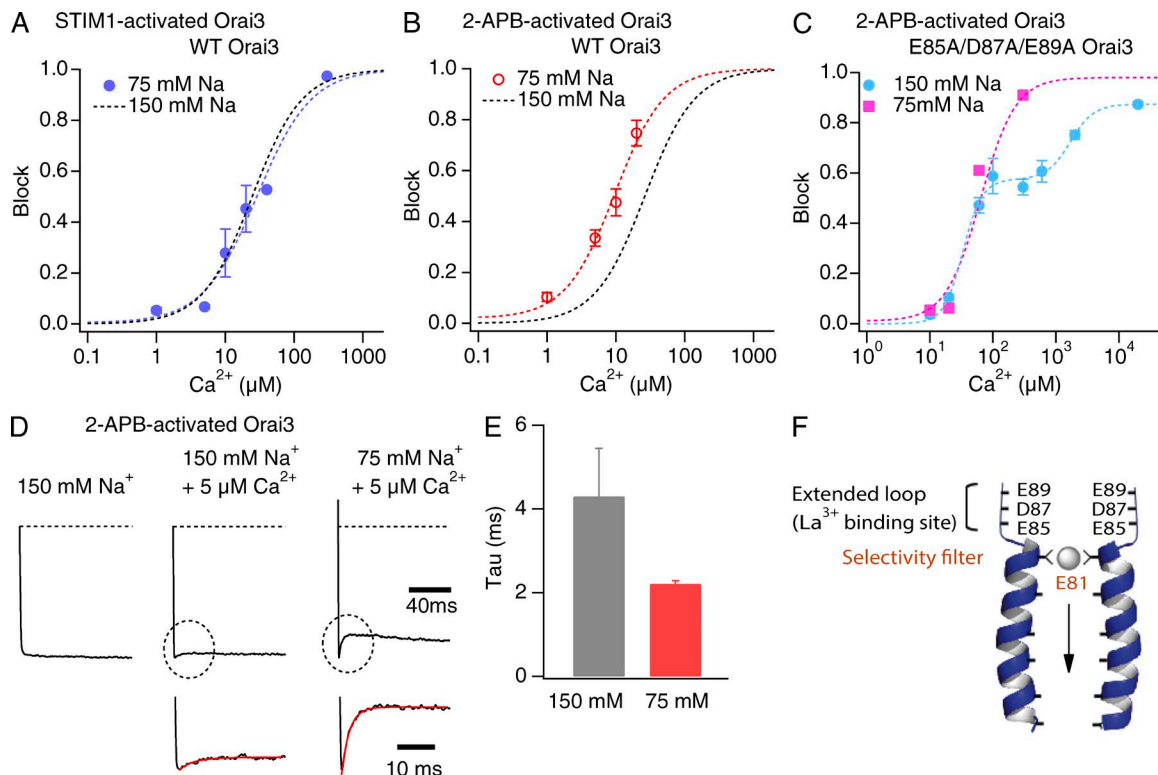 A
STIM1-activated Orai3
WT Orai3
1.0
0.8
0.6
0.4
0.2
0.0
Block
75 mM Na
150 mM Na
0.1
1
10
100
1000
Ca²⁺ (µM)
B
2-APB-activated Orai3
WT Orai3
1.0
0.8
0.6
0.4
0.2
0.0
Block
75 mM Na
150 mM Na
0.1
1
10
100
1000
Ca²⁺ (µM)
C
2-APB-activated Orai3
E85A/D87A/E89A Orai3
1.0
0.8
0.6
0.4
0.2
0.0
Block
150 mM Na
75mM Na
10⁰
10¹
10²
10³
10⁴
Ca²⁺ (µM)
D
2-APB-activated Orai3
150 mM Na⁺
150 mM Na⁺
+ 5 µM Ca²⁺
75 mM Na⁺
+ 5 µM Ca²⁺
40ms
10 ms
E
6
4
2
0
Tau (ms)
150 mM
75 mM
F
Extended loop
(La³⁺ binding site)
Selectivity filter
E89
D87
E85
E89
D87
E85
E81